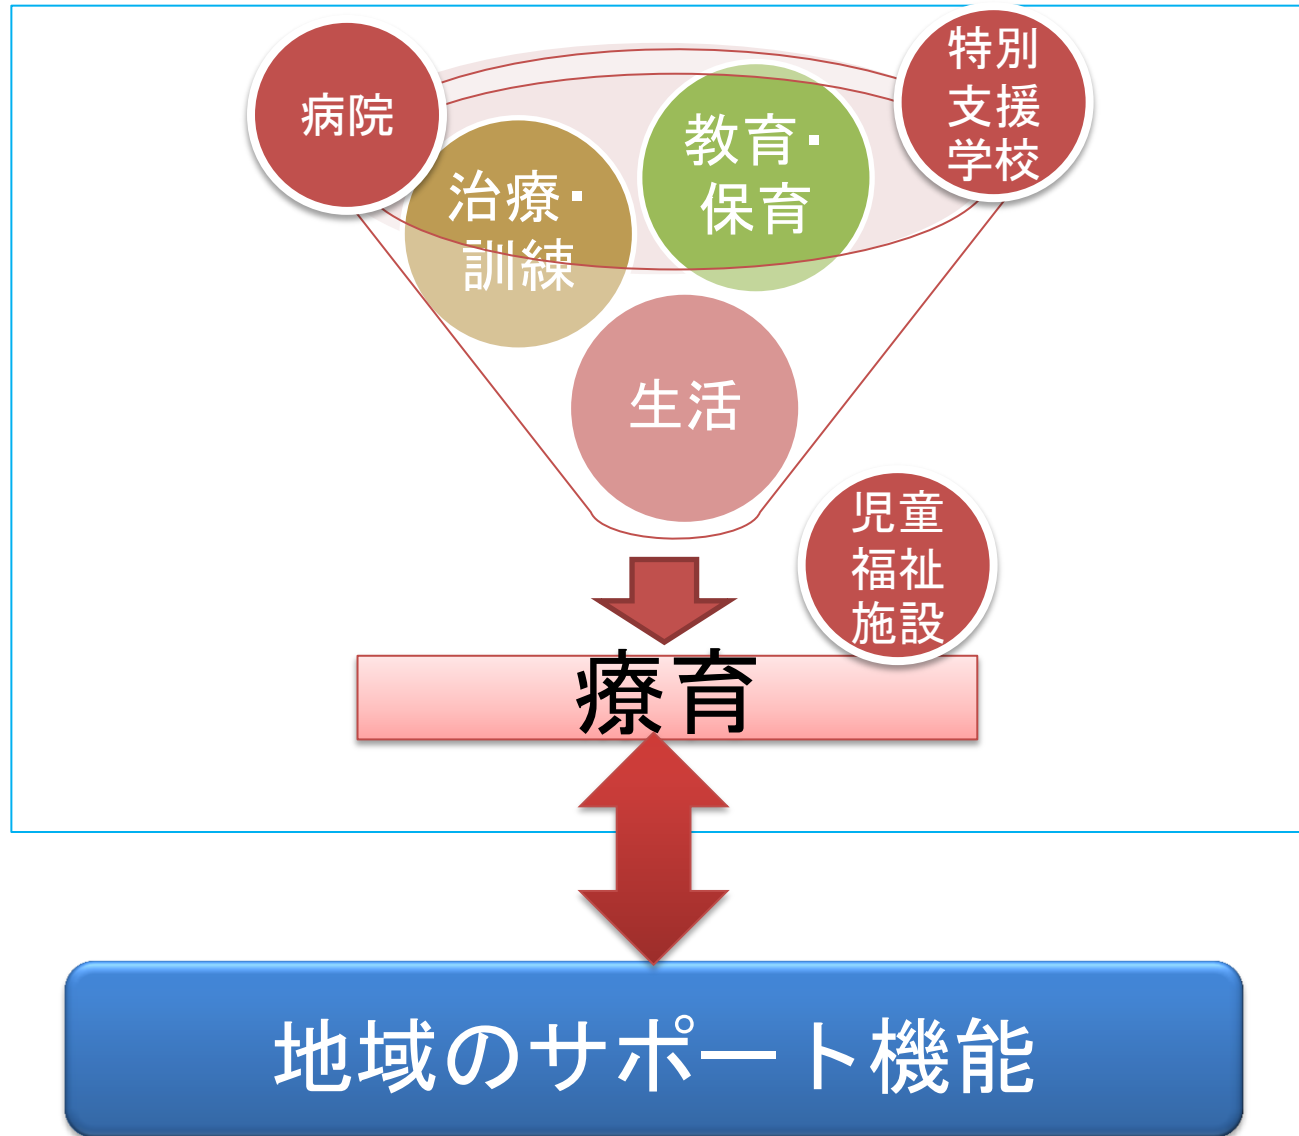 病院
特別
支援
学校
教育・
保育
治療・
訓練
生活
児童
福祉
施設
療育
地域のサポート機能